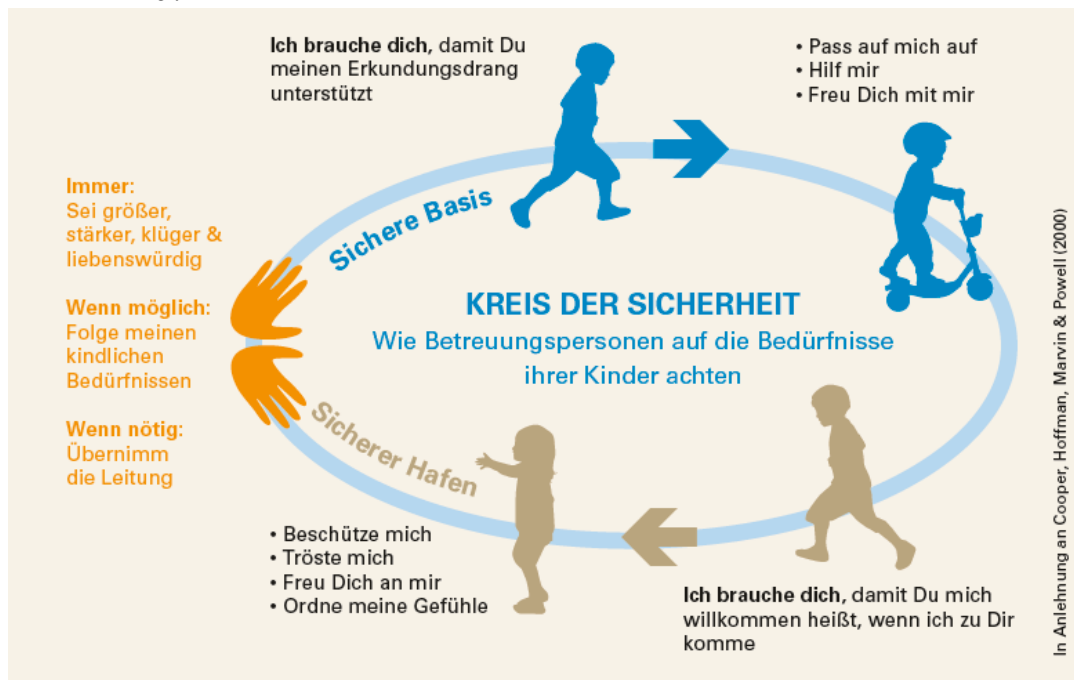 Ich brauche dich, damit Du
meinen Erkundungsdrang
unterstützt
• Pass auf mich auf
• Hilf mir
• Freu Dich mit mir
Immer:
Sei größer,
stärker, klüger &
liebenswürdig
Wenn möglich:
Folge meinen
kindlichen
Bedürfnissen
Wenn nötig:
Übernimm
die Leitung
Sichere Basis
KREIS DER SICHERHEIT
Wie Betreuungspersonen auf die Bedürfnisse
ihrer Kinder achten
Sicherer Hafen
• Beschütze mich
• Tröste mich
• Freu Dich an mir
• Ordne meine Gefühle
Ich brauche dich, damit Du mich
willkommen heißt, wenn ich zu Dir
komme
In Anlehnung an Cooper, Hoffman, Marvin & Powell (2000)